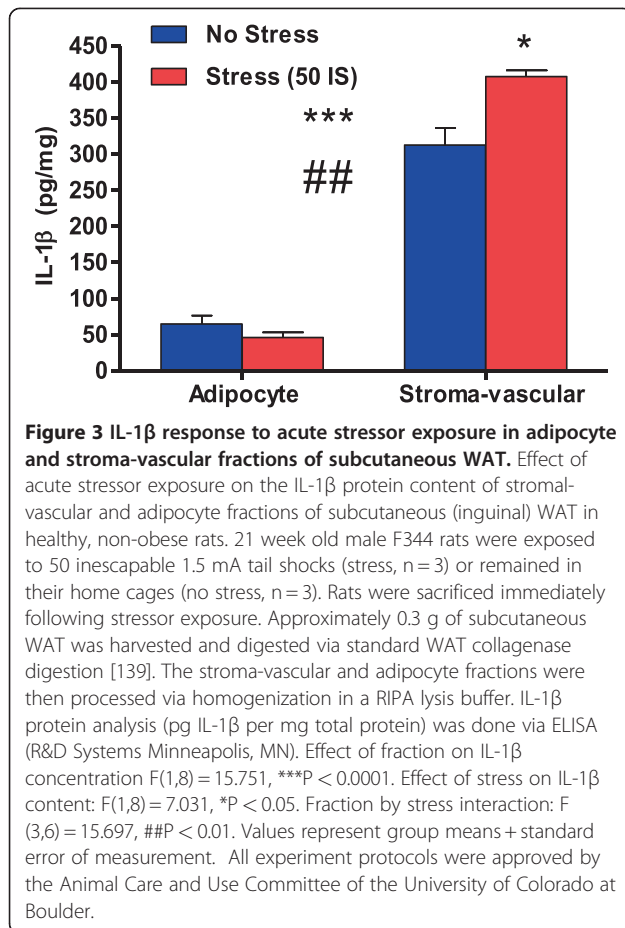 450
400
350
300
250
200
150
100
50
0
IL-1β (pg/mg)
No Stress
Stress (50 IS)
***
##
*
Adipocyte
Stroma-vascular
Figure 3 IL-1β response to acute stressor exposure in adipocyte
and stroma-vascular fractions of subcutaneous WAT. Effect of
acute stressor exposure on the IL-1β protein content of stromal-
vascular and adipocyte fractions of subcutaneous (inguinal) WAT in
healthy, non-obese rats. 21 week old male F344 rats were exposed
to 50 inescapable 1.5 mA tail shocks (stress, n = 3) or remained in
their home cages (no stress, n = 3). Rats were sacrificed immediately
following stressor exposure. Approximately 0.3 g of subcutaneous
WAT was harvested and digested via standard WAT collagenase
digestion [139]. The stroma-vascular and adipocyte fractions were
then processed via homogenization in a RIPA lysis buffer. IL-1β
protein analysis (pg IL-1β per mg total protein) was done via ELISA
(R&D Systems Minneapolis, MN). Effect of fraction on IL-1β
concentration F(1,8) = 15.751, ***P < 0.0001. Effect of stress on IL-1β
content: F(1,8) = 7.031, *P < 0.05. Fraction by stress interaction: F
(3,6) = 15.697, ##P < 0.01. Values represent group means + standard
error of measurement. All experiment protocols were approved by
the Animal Care and Use Committee of the University of Colorado at
Boulder.